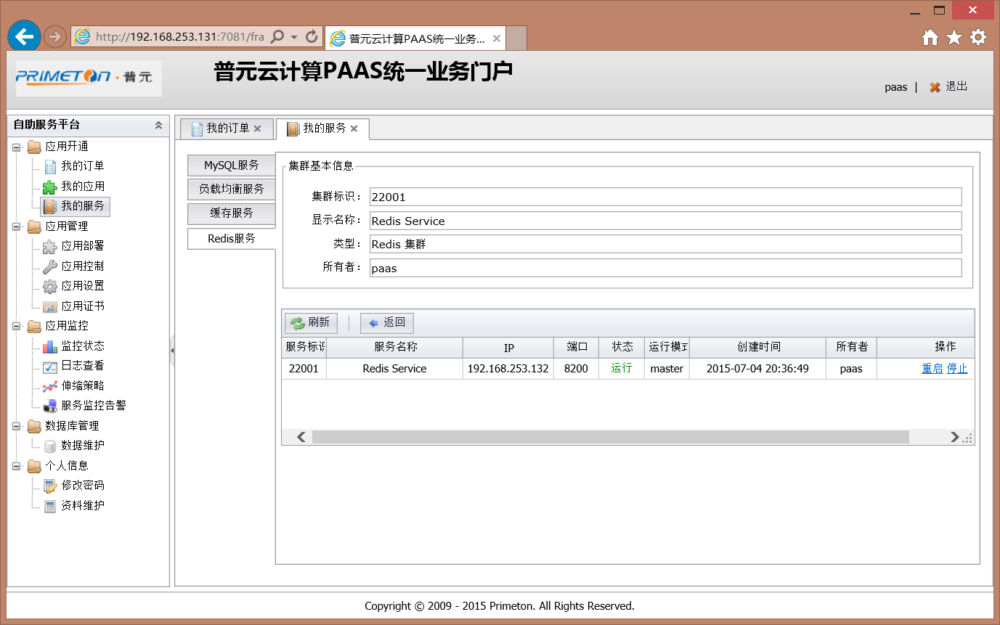 http://192.168.253.131:7081/fra
普元云计算PAAS统一业务...
PRIMETON·普元
普元云计算PAAS统一业务门户
paas | 退出
自助服务平台
应用开通
我的订单
我的应用
我的服务
应用管理
应用部署
应用控制
应用设置
应用证书
应用监控
监控状态
日志查看
伸缩策略
服务监控告警
数据库管理
数据维护
个人信息
修改密码
资料维护
我的订单
我的服务
MySQL服务
负载均衡服务
缓存服务
Redis服务
集群基本信息
集群标识: 22001
显示名称: Redis Service
类型: Redis 集群
所有者: paas
刷新 返回
服务标识 服务名称 IP 端口 状态 运行模式 创建时间 所有者 操作
22001 Redis Service 192.168.253.132 8200 运行 master 2015-07-04 20:36:49 paas 重启 停止
Copyright © 2009 - 2015 Primeton. All Rights Reserved.